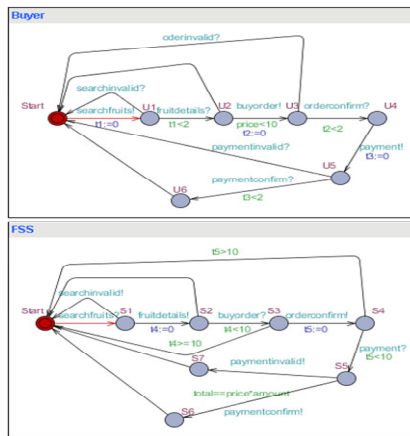 Buyer
oderinvalid?
searchinvalid?
Start
U1
U2
U3
U4
searchfruits!
fruitdetails?
buyorder!
orderconfirm?
t1:=0
t1<2
price<10
t2:=0
t2<2
paymentinvalid?
payment!
t3:=0
U5
paymentconfirm?
U6
t3<2
FSS
t5>10
searchinvalid!
Start
S1
S2
S3
S4
searchfruits?
fruitdetails!
buyorder?
orderconfirm!
t4:=0
t4<10
t5:=0
t4>=10
S7
payment?
t5<10
paymentinvalid!
S5
total==price*amount
S6
paymentconfirm!